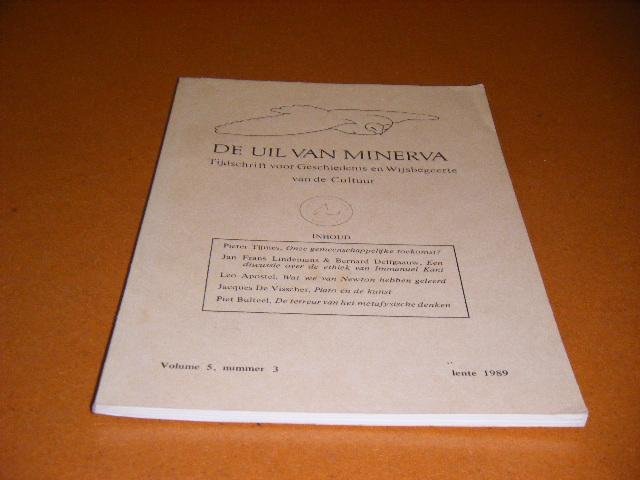 DE UIL VAN MINERVA
Tijdschrift voor Geschiedenis en Wijsbegeerte
van de Cultuur
INHOUD
Pieter Tijmes, Onze gemeenschappelijke toekomst?
Jan Frans Lindemans & Bernard Delfgaauw, Een
discussie over de ethiek van Immanuel Kant
Leo Apostel, Wat we van Newton hebben geleerd
Jacques De Visscher, Plato en de kunst
Piet Bulteel, De terreur van het metafysische denken
Volume 5, nummer 3
lente 1989